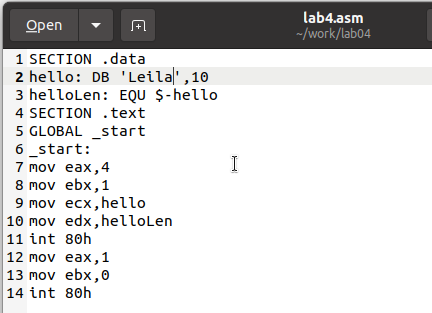 Open
lab4.asm
~/work/lab04
1 SECTION .data
2 hello: DB 'Leila',10
3 helloLen: EQU $-hello
4 SECTION .text
5 GLOBAL _start
6 _start:
7 mov eax,4
8 mov ebx,1
9 mov ecx,hello
10 mov edx,helloLen
11 int 80h
12 mov eax,1
13 mov ebx,0
14 int 80h